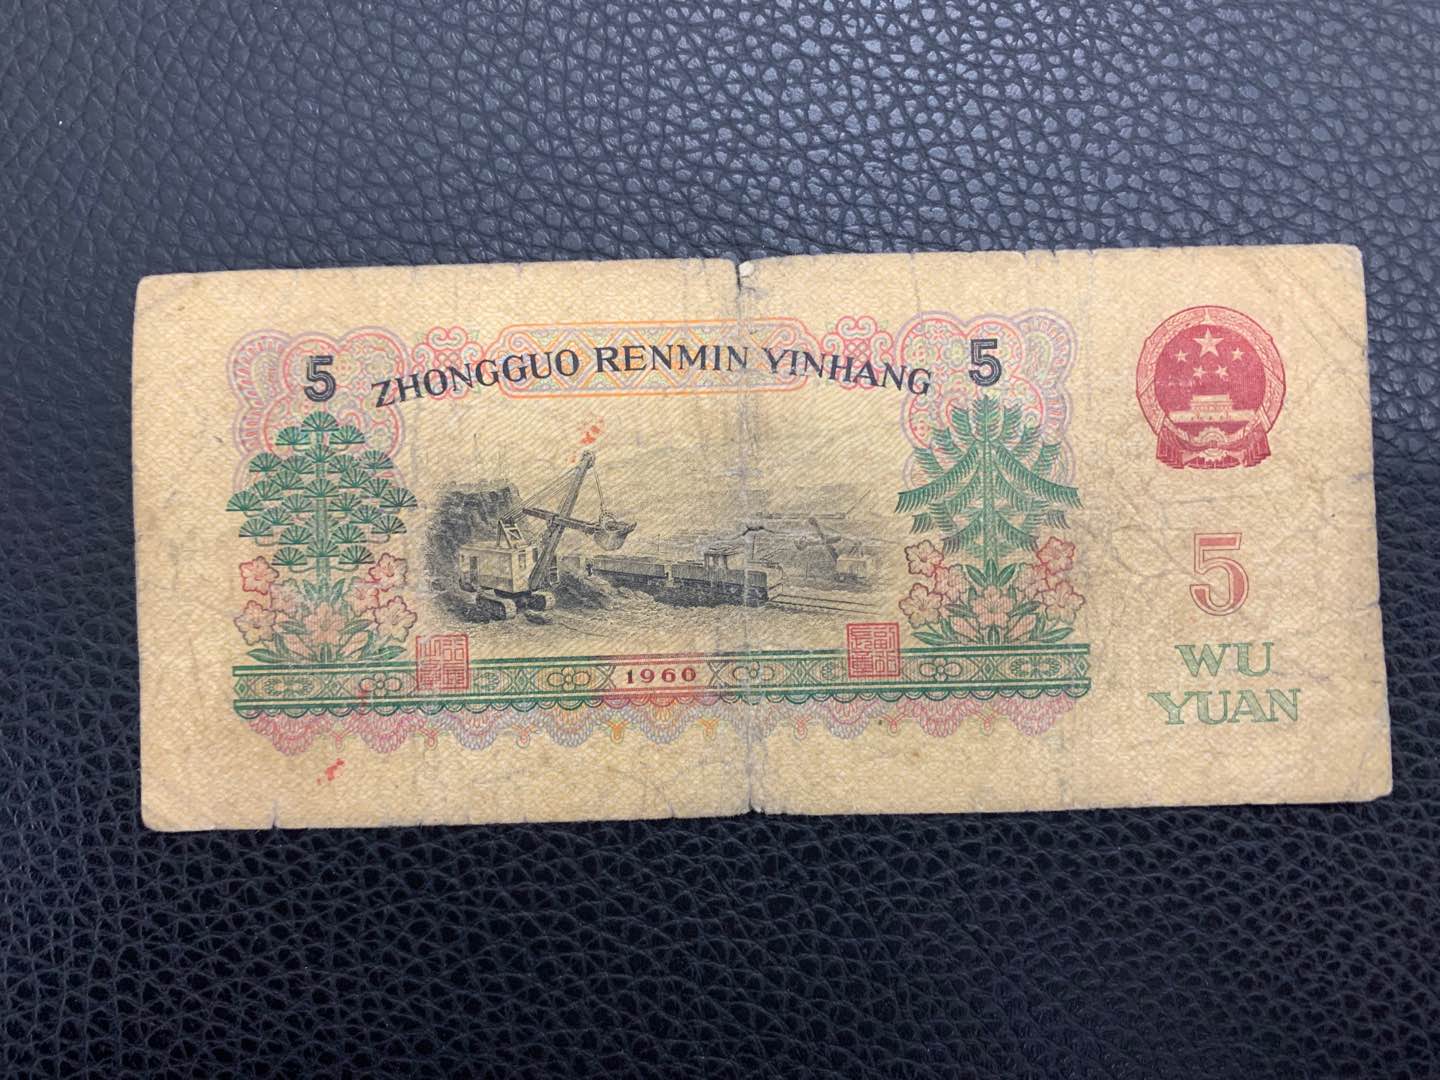 5 ZHONGGUO RENMIN YINHANG 5
1960
5
WU
YUAN